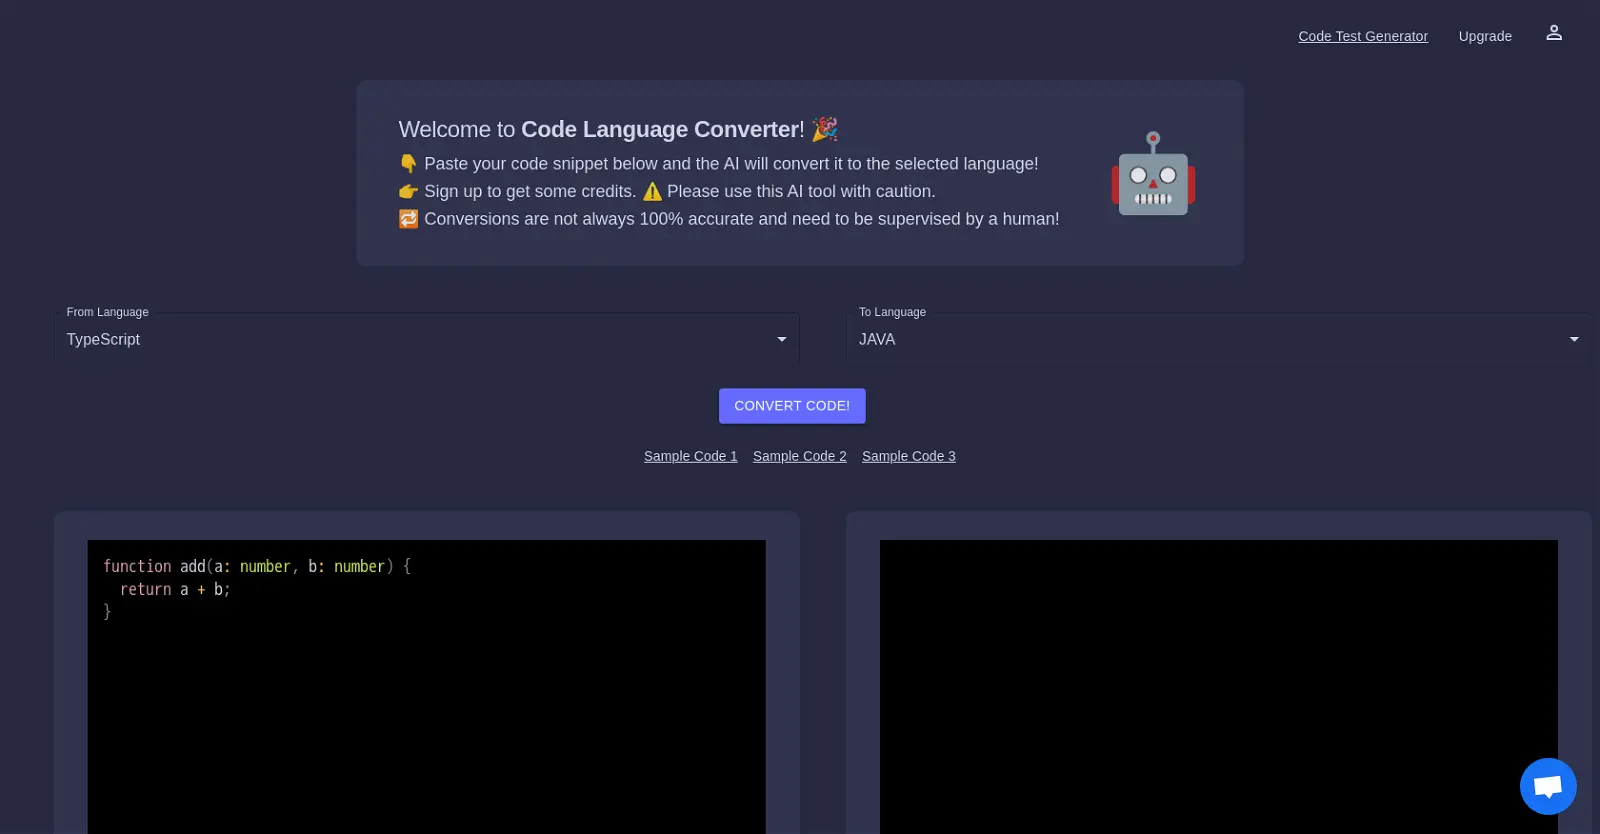 Code Test Generator Upgrade
Welcome to Code Language Converter! 🎉
👇 Paste your code snippet below and the AI will convert it to the selected language!
👉 Sign up to get some credits. ⚠️ Please use this AI tool with caution.
🔁 Conversions are not always 100% accurate and need to be supervised by a human!
From Language
TypeScript
To Language
JAVA
CONVERT CODE!
Sample Code 1 Sample Code 2 Sample Code 3
function add(a: number, b: number) {
  return a + b;
}